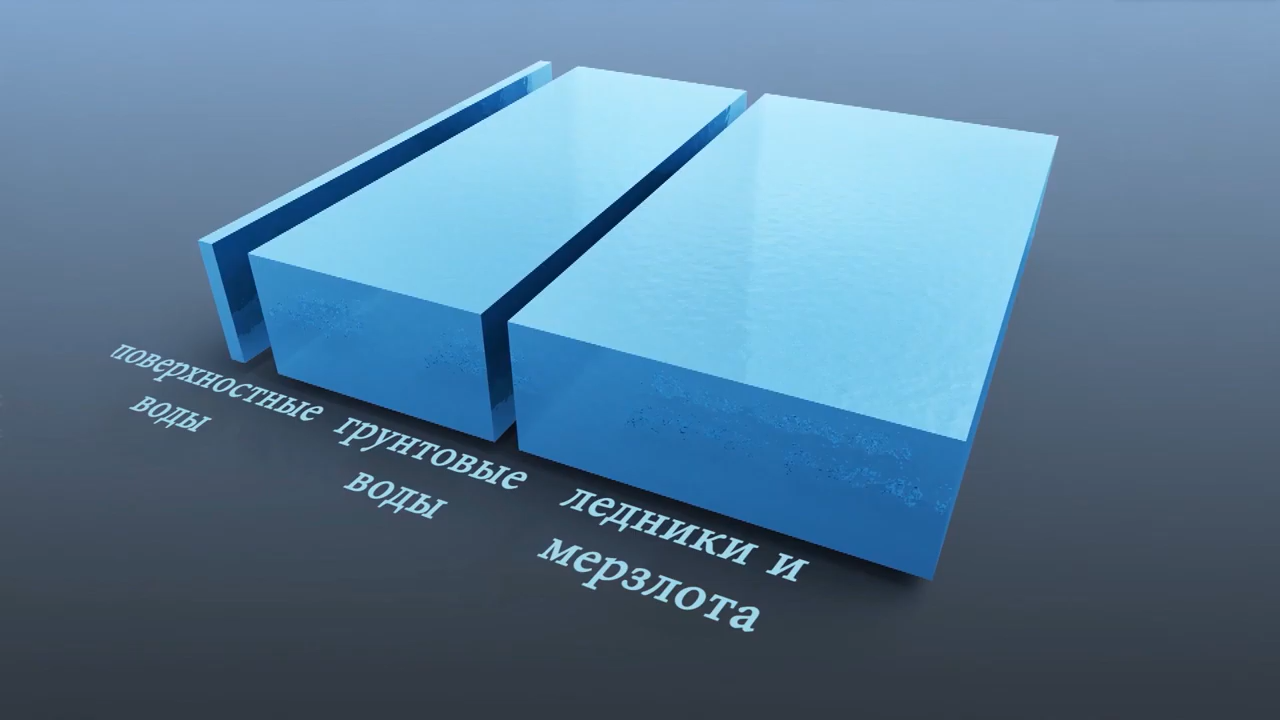 поверхностные
воды
грунтовые
воды
ледники и
мерзлота